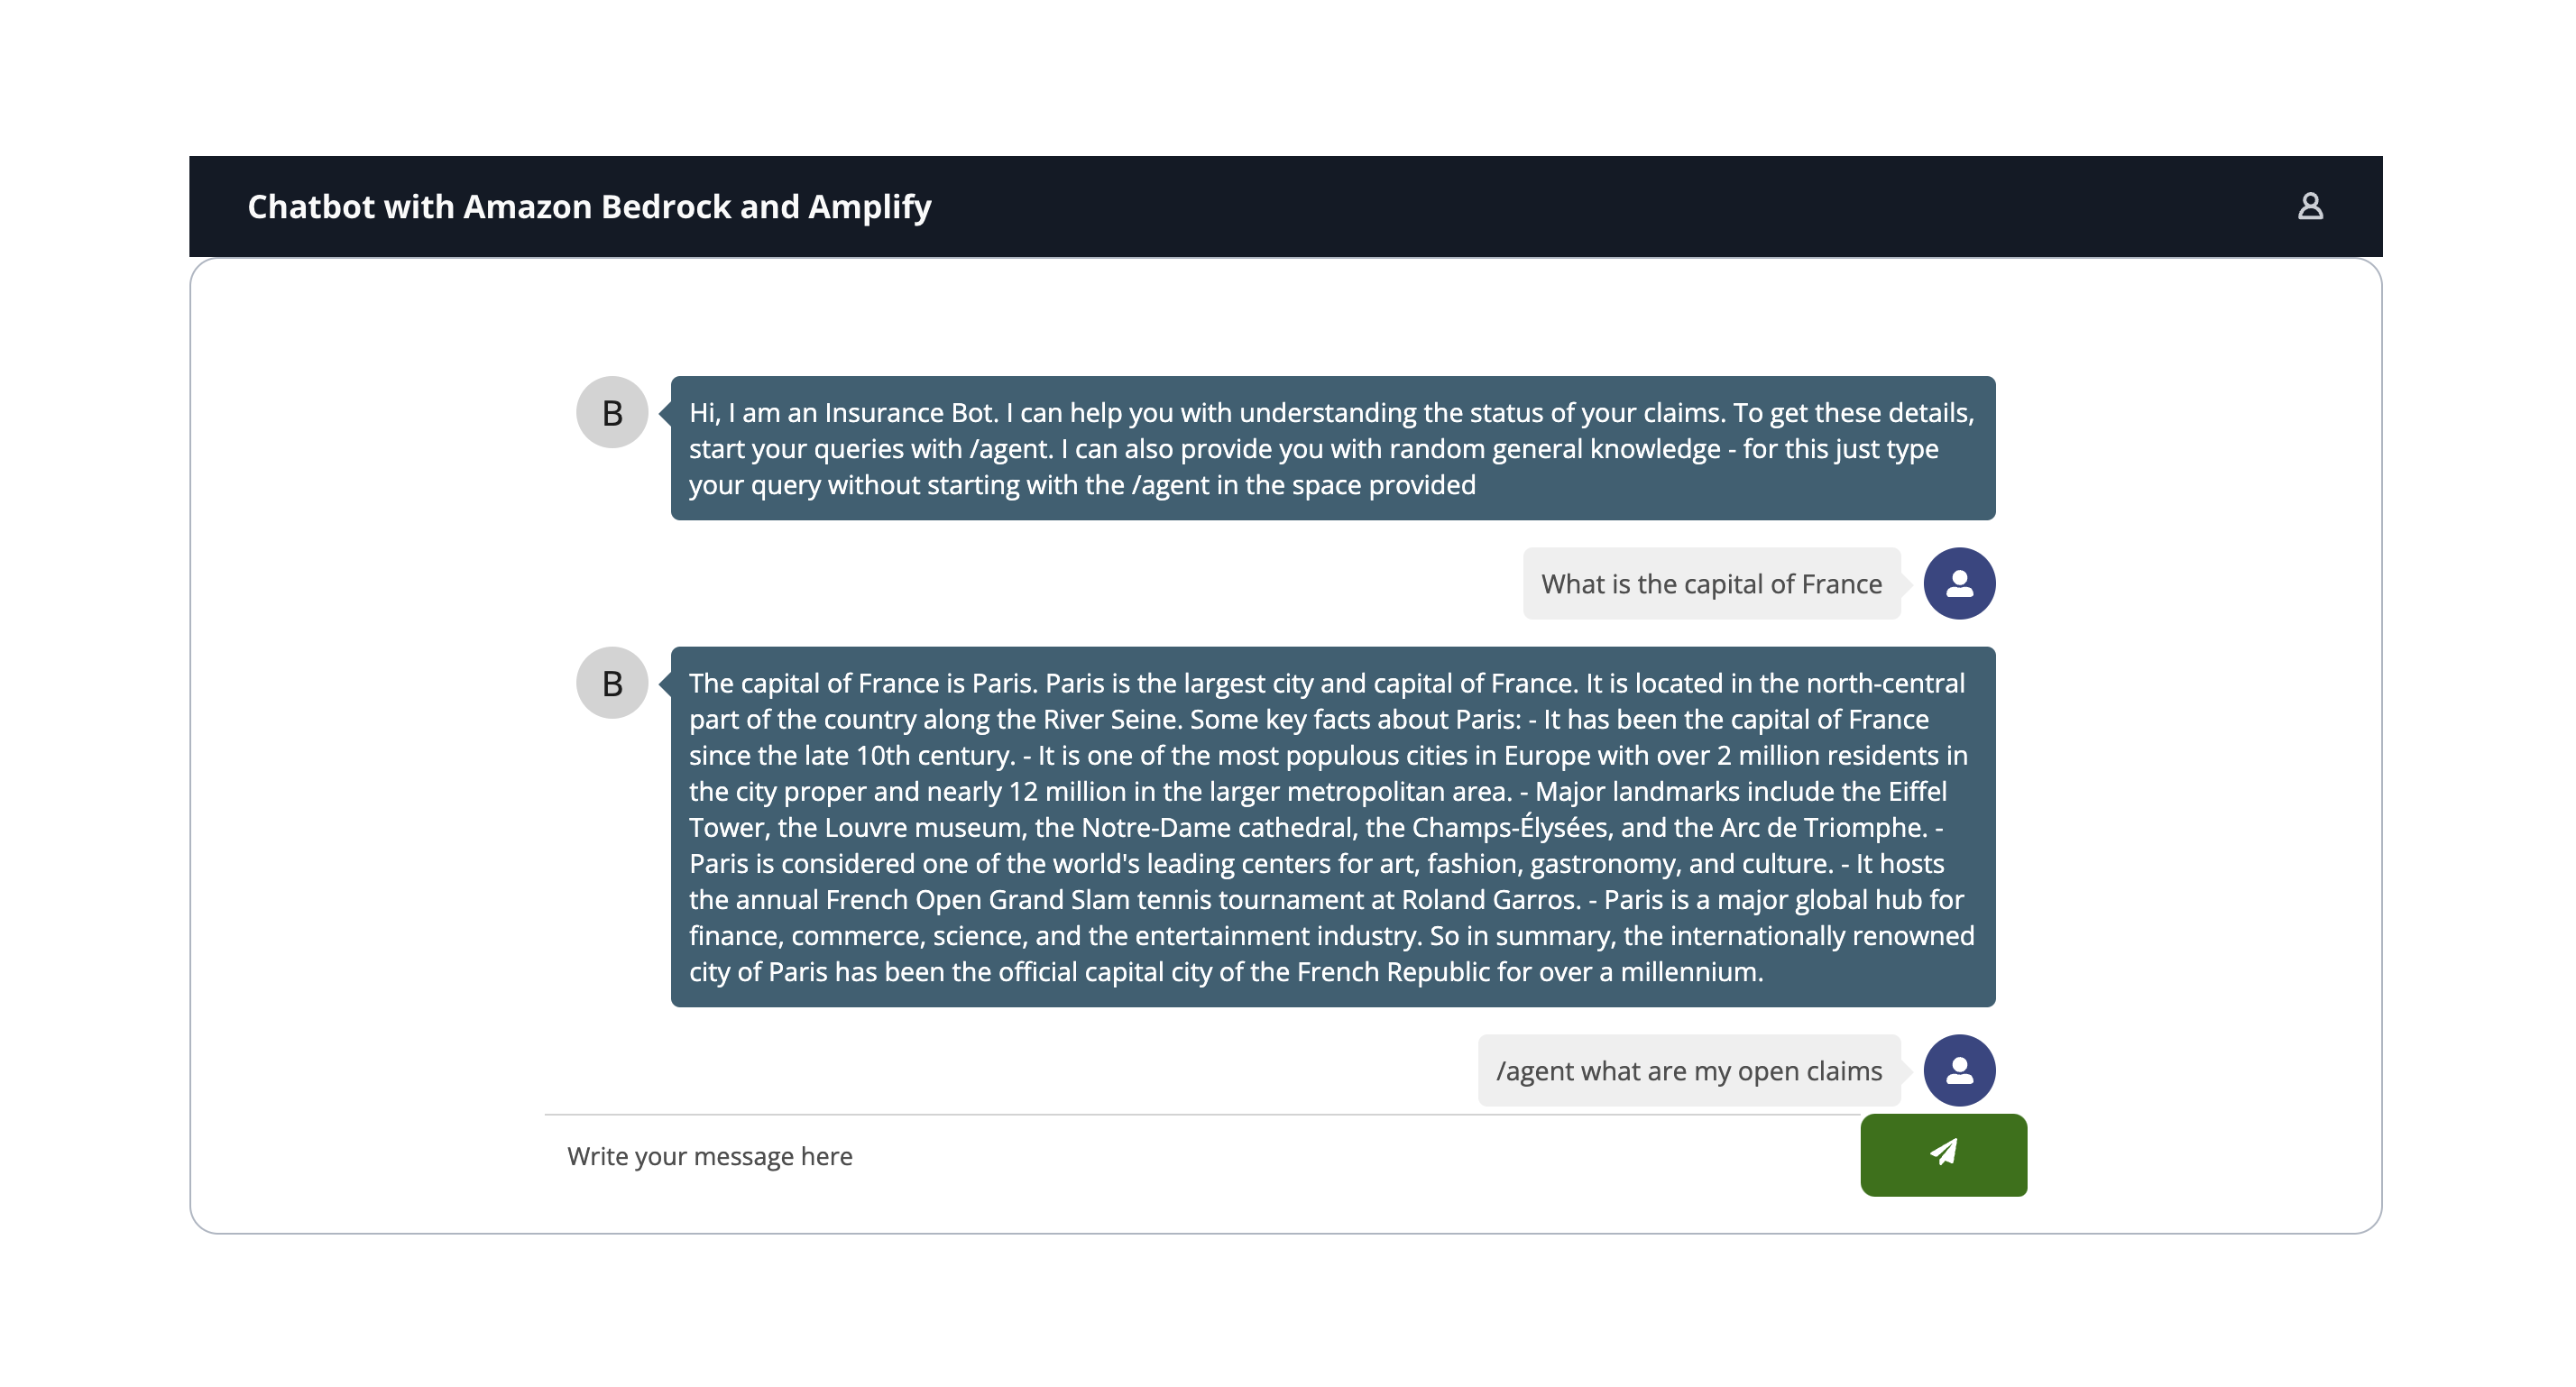 Chatbot with Amazon Bedrock and Amplify
B
Hi, I am an Insurance Bot. I can help you with understanding the status of your claims. To get these details,
start your queries with /agent. I can also provide you with random general knowledge - for this just type
your query without starting with the /agent in the space provided
What is the capital of France
B
The capital of France is Paris. Paris is the largest city and capital of France. It is located in the north-central
part of the country along the River Seine. Some key facts about Paris: - It has been the capital of France
since the late 10th century. - It is one of the most populous cities in Europe with over 2 million residents in
the city proper and nearly 12 million in the larger metropolitan area. - Major landmarks include the Eiffel
Tower, the Louvre museum, the Notre-Dame cathedral, the Champs-Élysées, and the Arc de Triomphe. -
Paris is considered one of the world's leading centers for art, fashion, gastronomy, and culture. - It hosts
the annual French Open Grand Slam tennis tournament at Roland Garros. - Paris is a major global hub for
finance, commerce, science, and the entertainment industry. So in summary, the internationally renowned
city of Paris has been the official capital city of the French Republic for over a millennium.
/agent what are my open claims
Write your message here